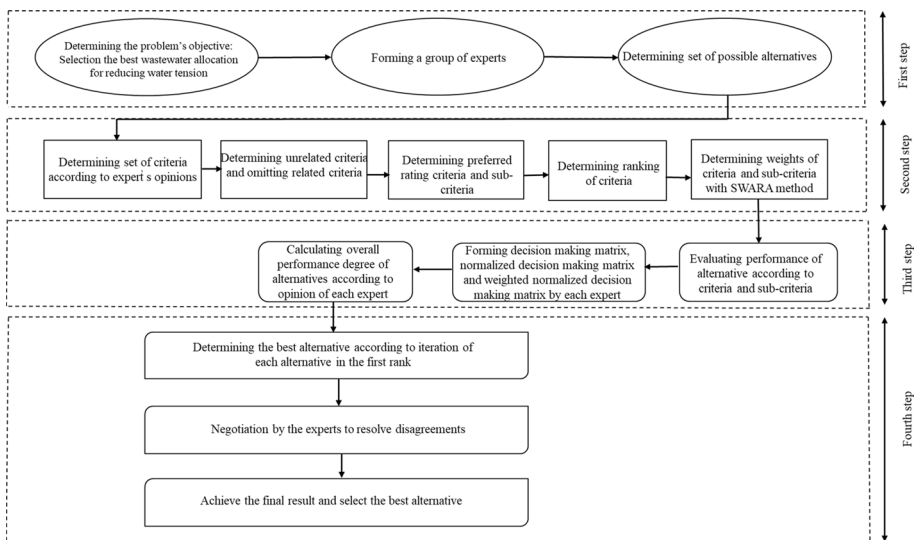 Determining the problem's objective:
Selection the best wastewater allocation
for reducing water tension
Forming a group of experts
Determining set of possible alternatives
First step
Determining set of criteria
according to expert's opinions
Determining unrelated criteria
and omitting related criteria
Determining preferred
rating criteria and sub-
criteria
Determining ranking
of criteria
Determining weights of
criteria and sub-criteria
with SWARA method
Second step
Calculating overall
performance degree of
alternatives according to
opinion of each expert
Forming decision making matrix,
normalized decision making matrix
and weighted normalized decision
making matrix by each expert
Evaluating performance of
alternative according to
criteria and sub-criteria
Third step
Determining the best alternative according to iteration of
each alternative in the first rank
Negotiation by the experts to resolve disagreements
Achieve the final result and select the best alternative
Fourth step